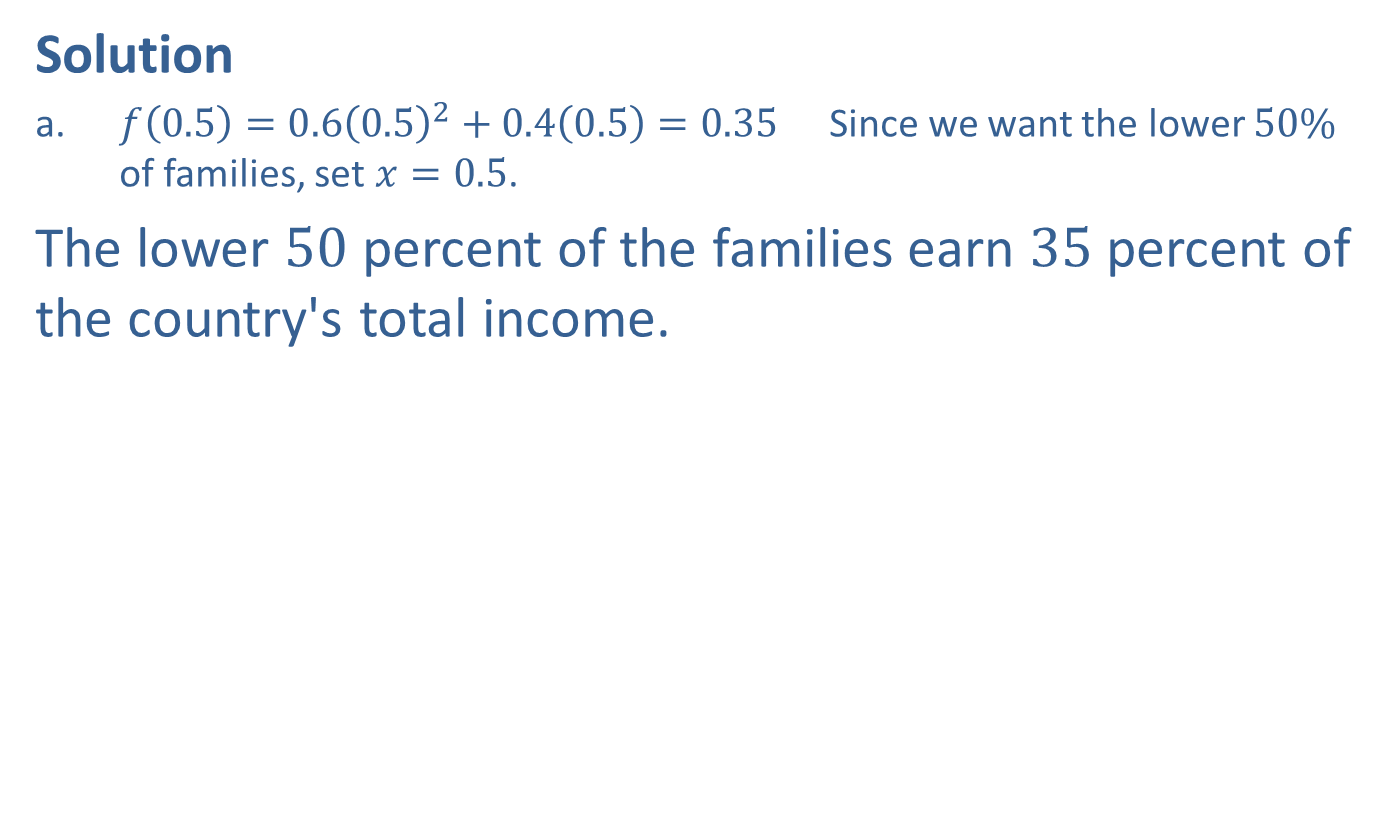 Solution
a. f(0.5) = 0.6(0.5)² + 0.4(0.5) = 0.35 Since we want the lower 50%
of families, set x = 0.5.
The lower 50 percent of the families earn 35 percent of
the country's total income.